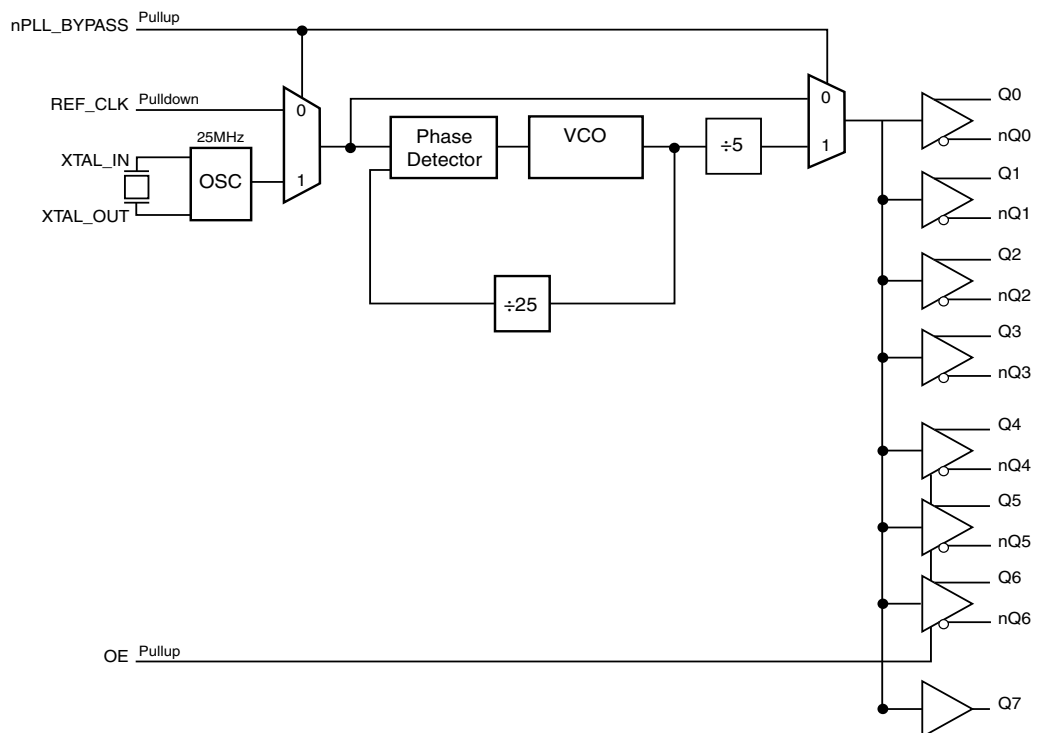 nPLL_BYPASS Pullup
REF_CLK Pulldown
0
25MHz
XTAL_IN
OSC
1
XTAL_OUT
Phase
Detector
VCO
÷5
0
1
÷25
Q0
nQ0
Q1
nQ1
Q2
nQ2
Q3
nQ3
Q4
nQ4
Q5
nQ5
Q6
nQ6
OE Pullup
Q7